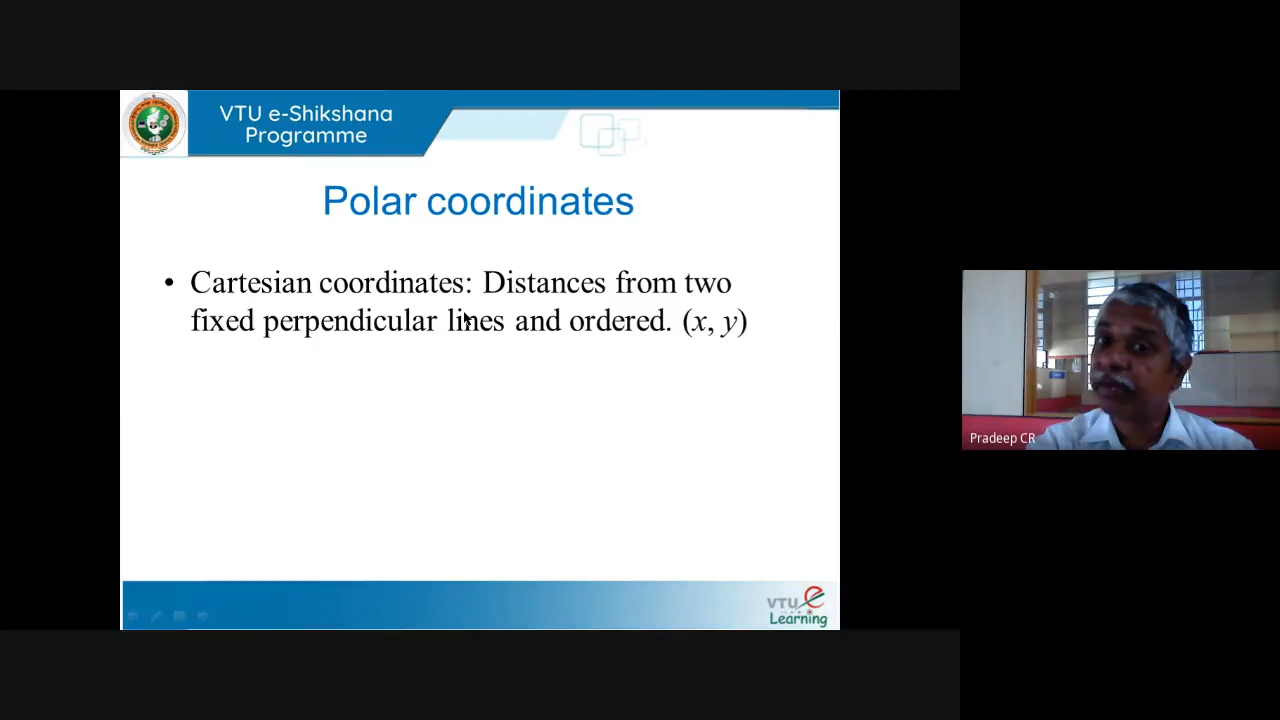 VTU e-Shikshana
Programme
Polar coordinates
• Cartesian coordinates: Distances from two
fixed perpendicular lines and ordered. (x, y)
Pradeep CR
VTU e
Learning